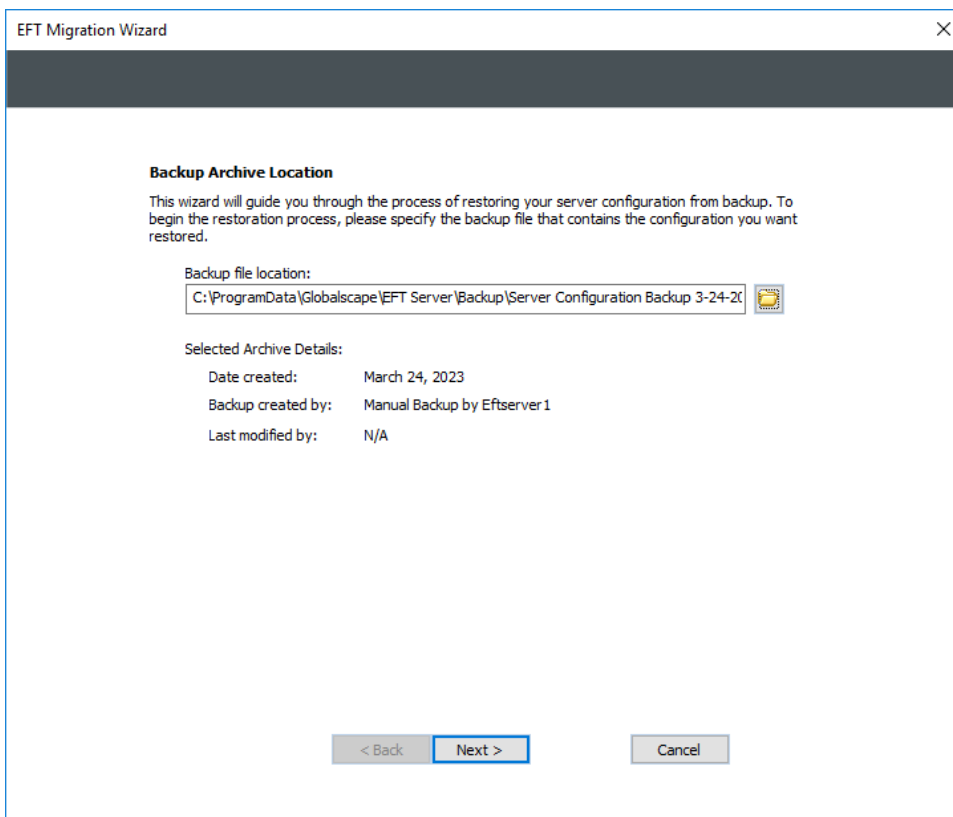 EFT Migration Wizard
Backup Archive Location
This wizard will guide you through the process of restoring your server configuration from backup. To
begin the restoration process, please specify the backup file that contains the configuration you want
restored.
Backup file location:
C:\ProgramData\Globalscape\EFT Server\Backup\Server Configuration Backup 3-24-20
Selected Archive Details:
Date created: March 24, 2023
Backup created by: Manual Backup by Eftserver1
Last modified by: N/A
< Back Next > Cancel